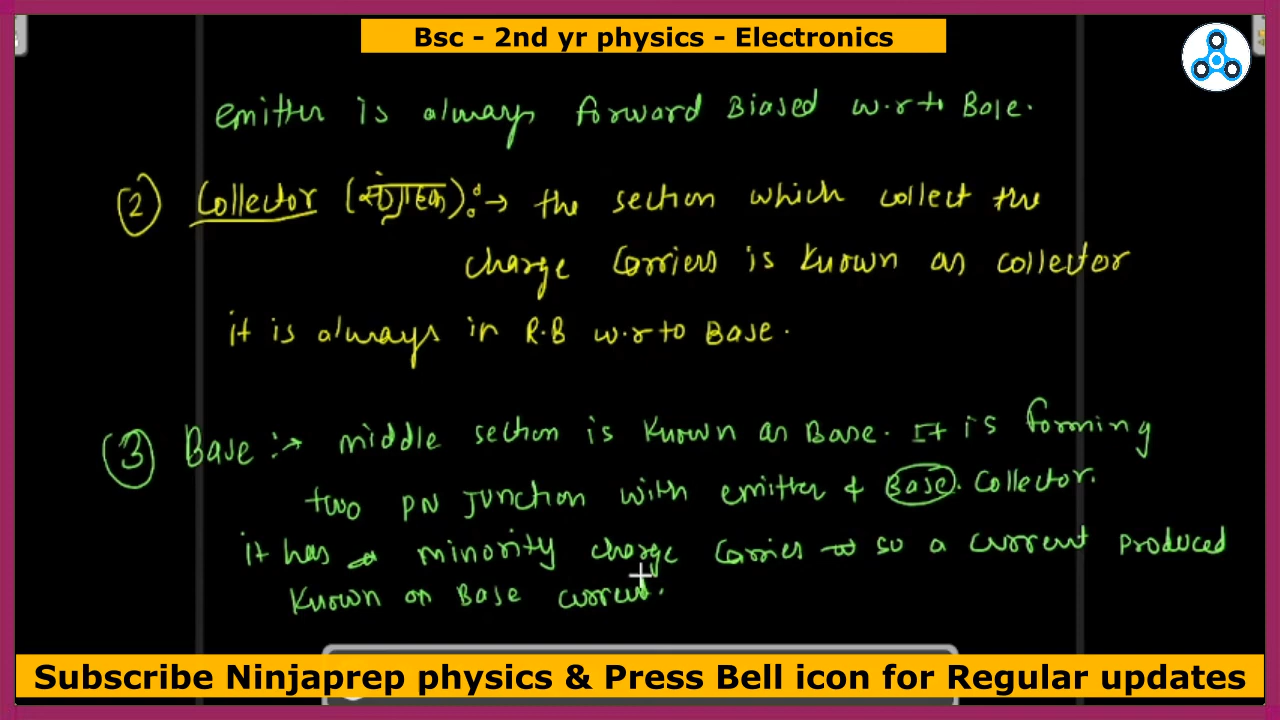 Bsc - 2nd yr physics - Electronics
emitter is always forward Biased w.r to Base.
(2) Collector (संग्राहक) :→ the section which collect the
charge carriers is known as collector
it is always in R.B w.r to Base.
(3) Base :→ middle section is known as Base. It is forming
two PN Junction with emitter & Base. Collector.
it has minority charge carries so a current produced
known as Base current.
Subscribe Ninjaprep physics & Press Bell icon for Regular updates